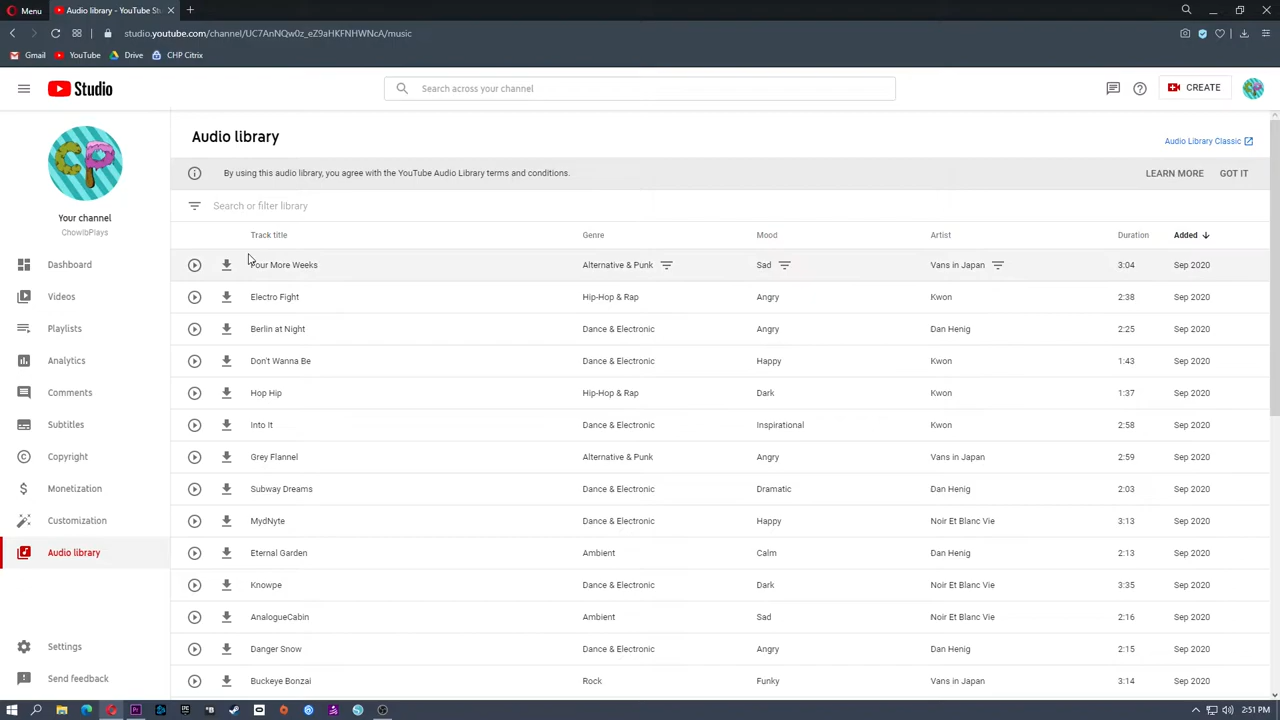 Menu
Audio library - YouTube Stu
studio.youtube.com/channel/UC7AnNQw0z_eZ9aHKFNHWNcA/music
Gmail YouTube Drive CHP Citrix
Studio
Search across your channel
CREATE
Your channel
ChowlbPlays
Dashboard
Videos
Playlists
Analytics
Comments
Subtitles
Copyright
Monetization
Customization
Audio library
Settings
Send feedback
Audio library
Audio Library Classic
By using this audio library, you agree with the YouTube Audio Library terms and conditions. LEARN MORE GOT IT
Search or filter library
Track title Genre Mood Artist Duration Added
Four More Weeks Alternative & Punk Sad Vans in Japan 3:04 Sep 2020
Electro Fight Hip-Hop & Rap Angry Kwon 2:38 Sep 2020
Berlin at Night Dance & Electronic Angry Dan Henig 2:25 Sep 2020
Don't Wanna Be Dance & Electronic Happy Kwon 1:43 Sep 2020
Hop Hip Hip-Hop & Rap Dark Kwon 1:37 Sep 2020
Into It Dance & Electronic Inspirational Kwon 2:58 Sep 2020
Grey Flannel Alternative & Punk Angry Vans in Japan 2:59 Sep 2020
Subway Dreams Dance & Electronic Dramatic Dan Henig 2:03 Sep 2020
MydNyte Dance & Electronic Happy Noir Et Blanc Vie 3:13 Sep 2020
Eternal Garden Ambient Calm Dan Henig 2:13 Sep 2020
Knowpe Dance & Electronic Dark Noir Et Blanc Vie 3:35 Sep 2020
AnalogueCabin Ambient Sad Noir Et Blanc Vie 2:16 Sep 2020
Danger Snow Dance & Electronic Angry Dan Henig 2:15 Sep 2020
Buckeye Bonzai Rock Funky Vans in Japan 3:14 Sep 2020
2:51 PM